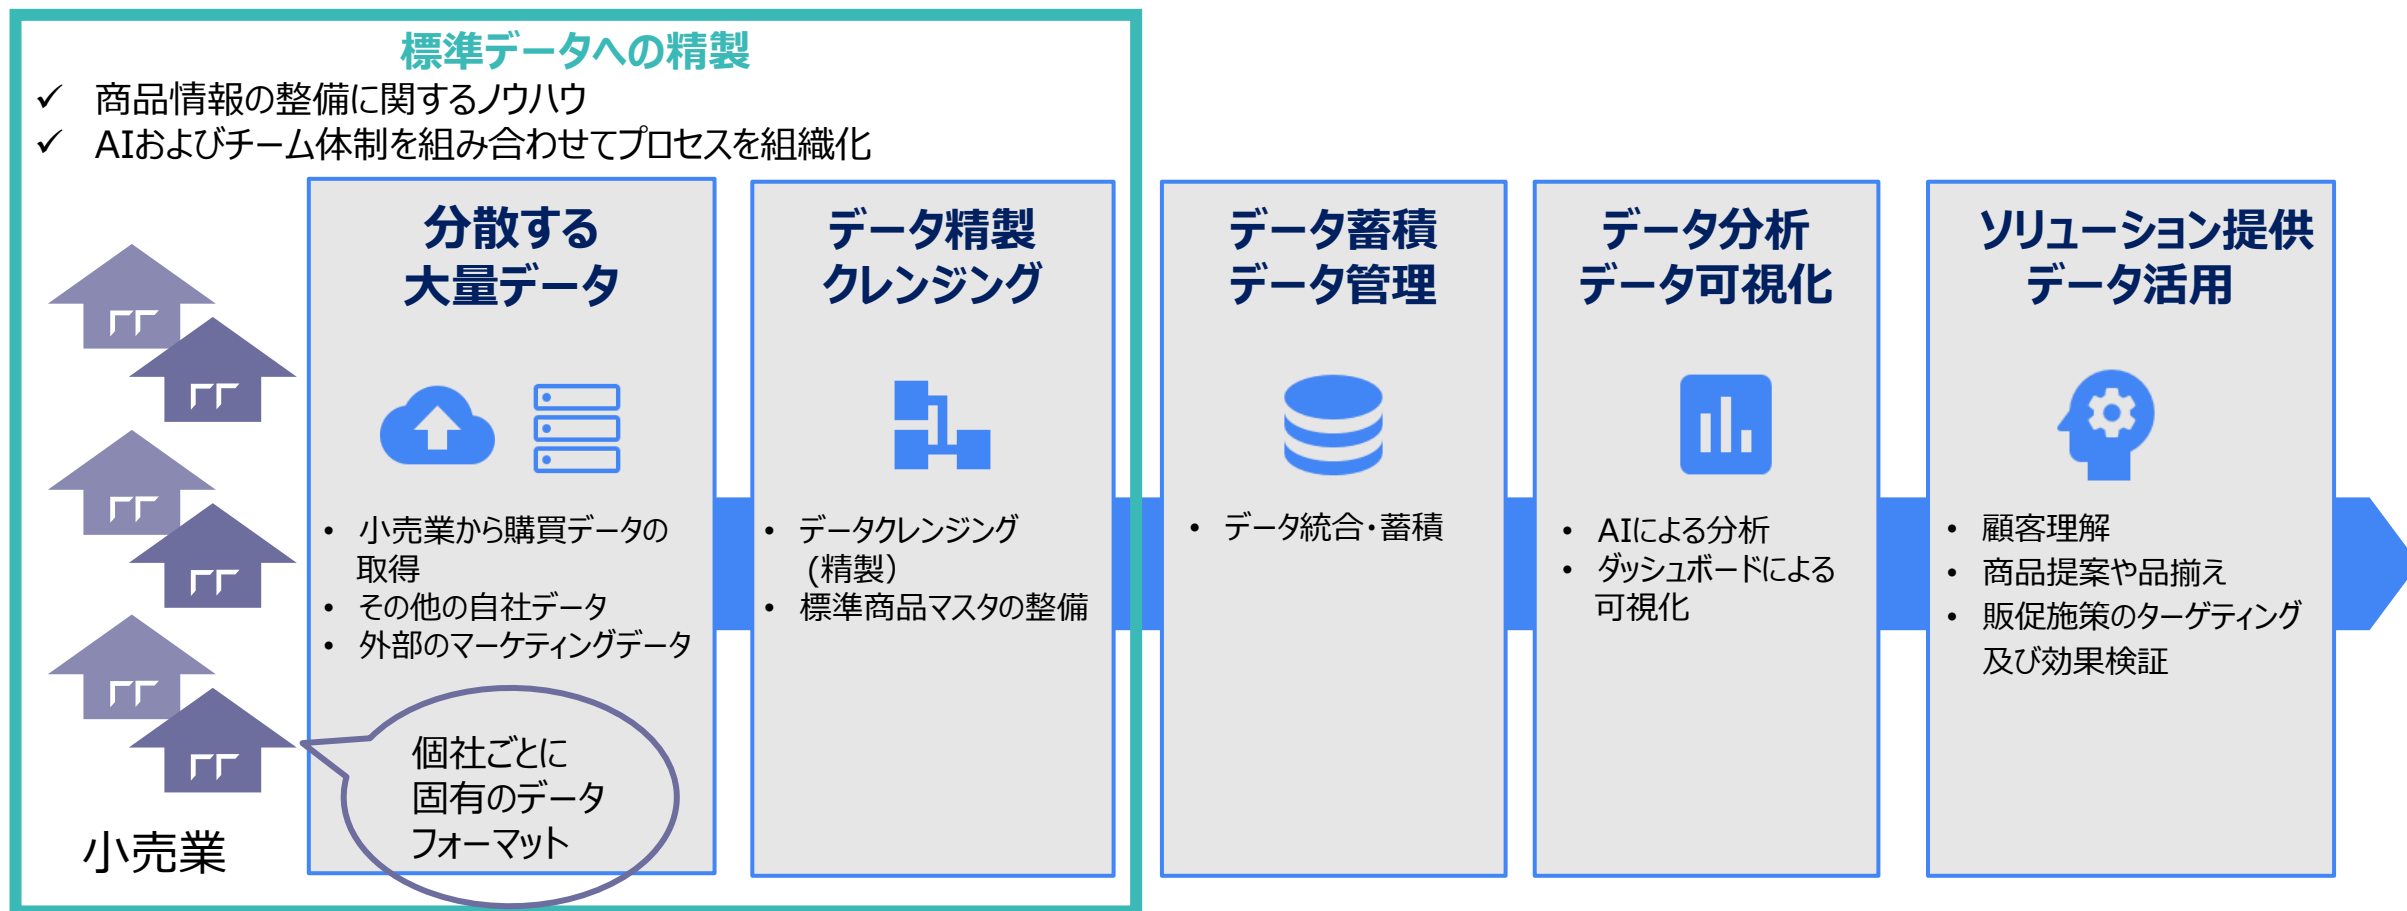 標準データへの精製
✓ 商品情報の整備に関するノウハウ
✓ AIおよびチーム体制を組み合わせてプロセスを組織化
小売業
分散する
大量データ
• 小売業から購買データの
取得
• その他の自社データ
• 外部のマーケティングデータ
個社ごとに
固有のデータ
フォーマット
データ精製
クレンジング
• データクレンジング
(精製）
• 標準商品マスタの整備
データ蓄積
データ管理
• データ統合・蓄積
データ分析
データ可視化
• AIによる分析
• ダッシュボードによる
可視化
ソリューション提供
データ活用
• 顧客理解
• 商品提案や品揃え
• 販促施策のターゲティング
及び効果検証